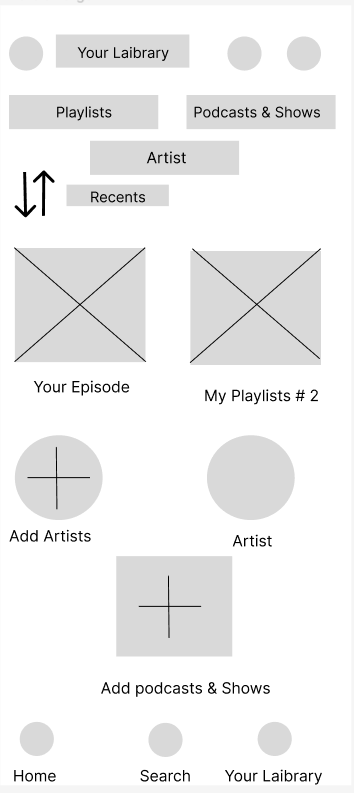 Your Laibrary
Playlists
Podcasts & Shows
Artist
Recents
Your Episode
My Playlists # 2
Add Artists
Artist
Add podcasts & Shows
Home
Search
Your Laibrary